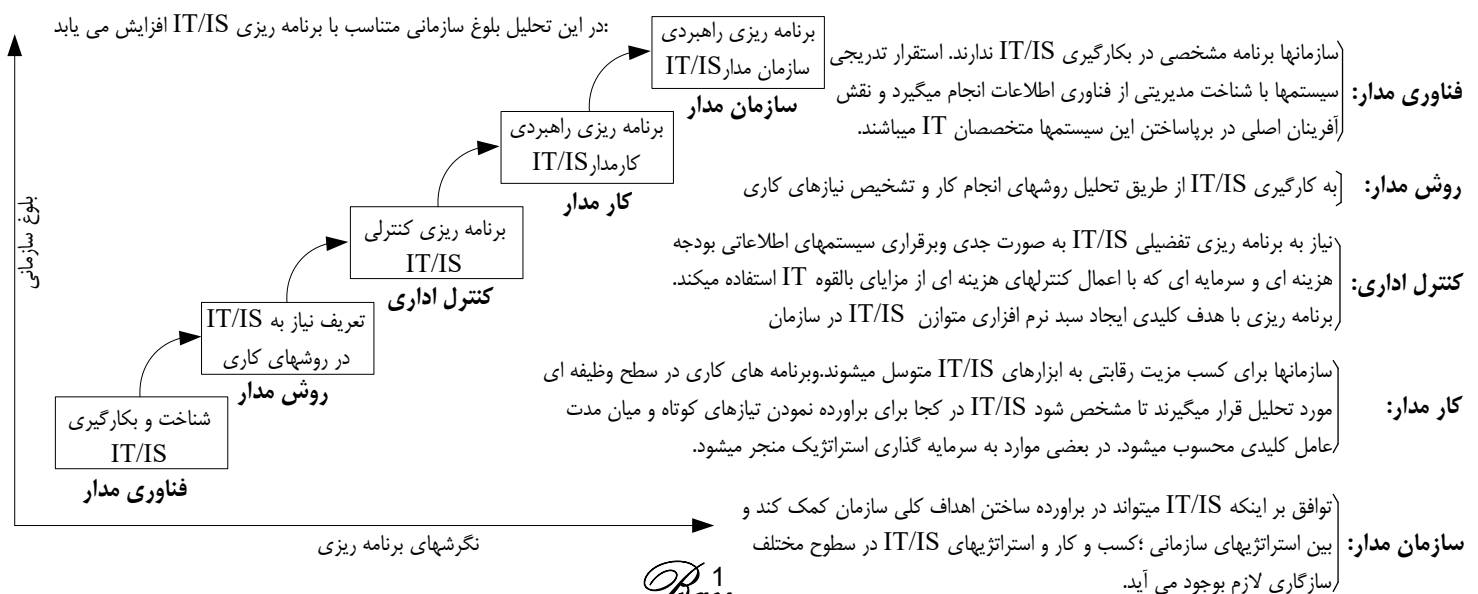 در این تحلیل بلوغ سازمانی متناسب با برنامه ریزی IT/IS افزایش می یابد:
برنامه ریزی راهبردی
سازمان مدارIT/IS
سازمان مدار
برنامه ریزی راهبردی
کارمدارIT/IS
کار مدار
برنامه ریزی کنترلی
IT/IS
کنترل اداری
تعریف نیاز به IT/IS
در روشهای کاری
روش مدار
شناخت و بکارگیری
IT/IS
فناوری مدار
بلوغ سازمانی
نگرشهای برنامه ریزی
فناوری مدار:
سازمانها برنامه مشخصی در بکارگیری IT/IS ندارند. استقرار تدریجی
سیستمها با شناخت مدیریتی از فناوری اطلاعات انجام میگیرد و نقش
آفرینان اصلی در برپاساختن این سیستمها متخصصان IT میباشند.
روش مدار:
به کارگیری IT/IS از طریق تحلیل روشهای انجام کار و تشخیص نیازهای کاری
کنترل اداری:
نیاز به برنامه ریزی تفضیلی IT/IS به صورت جدی وبرقراری سیستمهای اطلاعاتی بودجه
هزینه ای و سرمایه ای که با اعمال کنترلهای هزینه ای از مزایای بالقوه IT استفاده میکند.
برنامه ریزی با هدف کلیدی ایجاد سبد نرم افزاری متوازن IT/IS در سازمان
کار مدار:
سازمانها برای کسب مزیت رقابتی به ابزارهای IT/IS متوسل میشوند.وبرنامه های کاری در سطح وظیفه ای
مورد تحلیل قرار میگیرند تا مشخص شود IT/IS در کجا برای براورده نمودن تیازهای کوتاه و میان مدت
عامل کلیدی محسوب میشود. در بعضی موارد به سرمایه گذاری استراتژیک منجر میشود.
سازمان مدار:
توافق بر اینکه IT/IS میتواند در براورده ساختن اهداف کلی سازمان کمک کند و
بین استراتژیهای سازمانی ؛کسب و کار و استراتژیهای IT/IS در سطوح مختلف
سازگاری لازم بوجود می آید.
1